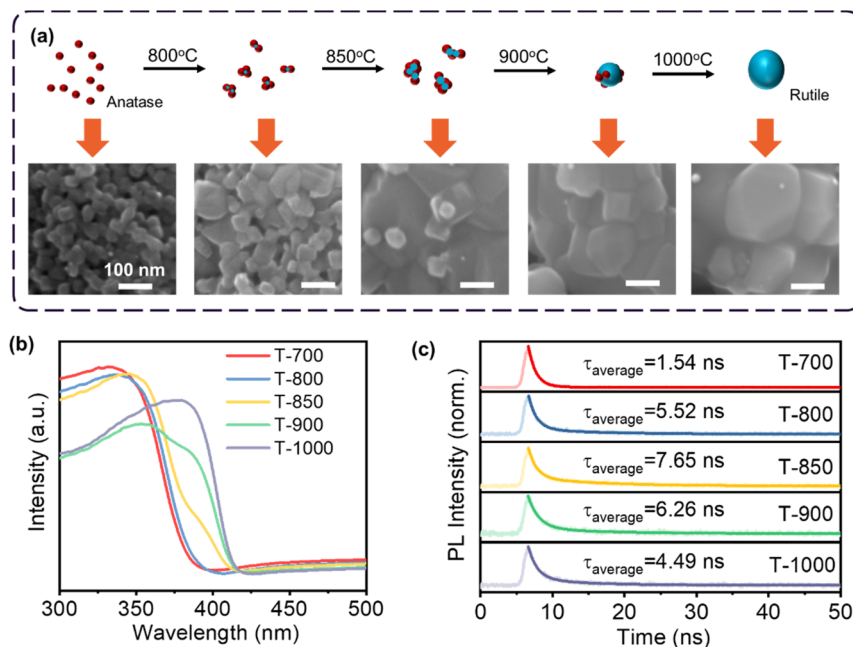 (a)
800°C
850°C
900°C
1000°C
Anatase
Rutile
100 nm
(b)
T-700
T-800
T-850
T-900
T-1000
Intensity (a.u.)
300
350
400
450
500
Wavelength (nm)
(c)
τaverage=1.54 ns T-700
τaverage=5.52 ns T-800
τaverage=7.65 ns T-850
τaverage=6.26 ns T-900
τaverage=4.49 ns T-1000
PL Intensity (norm.)
0
10
20
30
40
50
Time (ns)